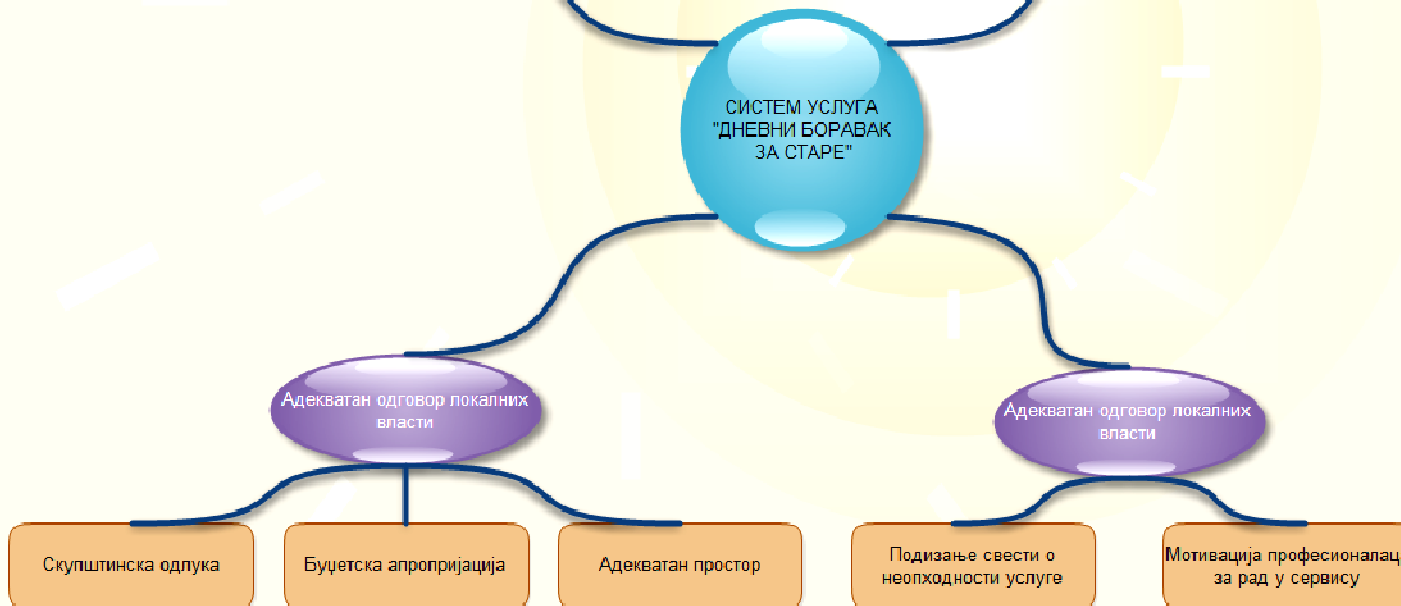 СИСТЕМ УСЛУГА
"ДНЕВНИ БОРАВАК
ЗА СТАРЕ"
Адекватан одговор локалних
власти
Адекватан одговор локалних
власти
Скупштинска одлука
Буџетска апропријација
Адекватан простор
Подизање свести о
неопходности услуге
Мотивација професионалаца
за рад у сервису